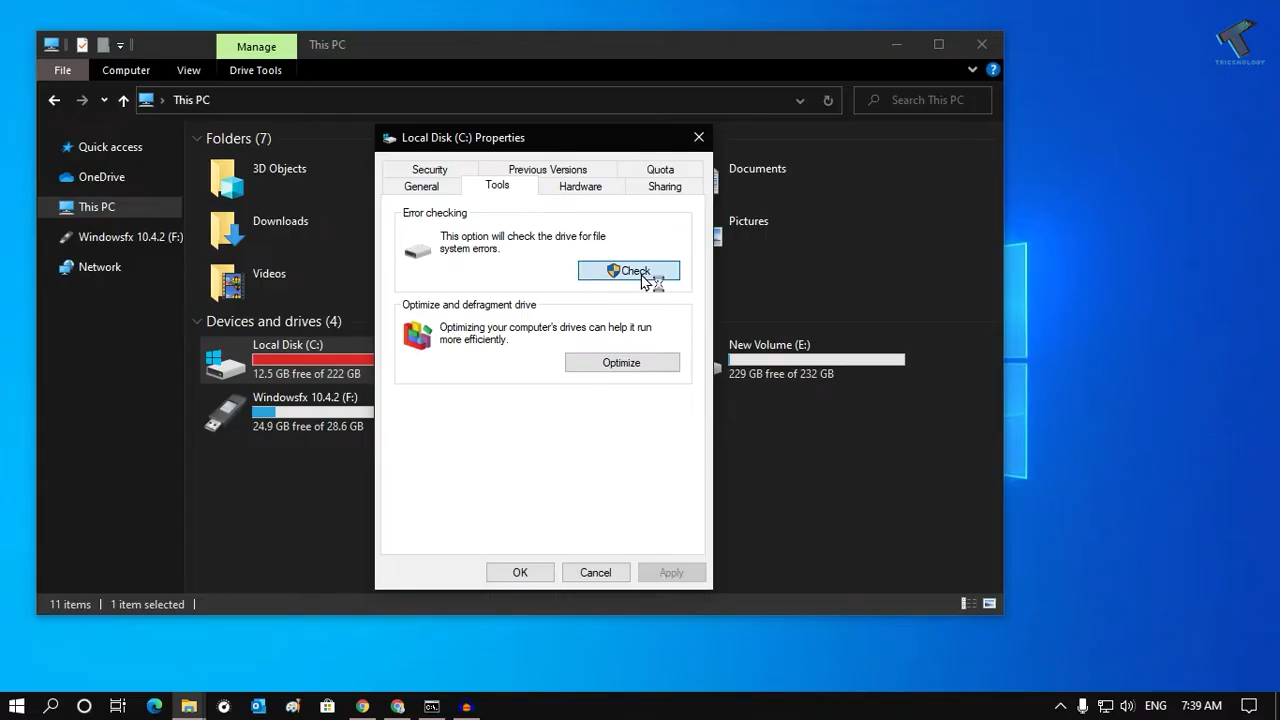 Manage
This PC
File
Computer
View
Drive Tools
This PC
Search This PC
TRICKNOLOGY
Quick access
OneDrive
This PC
Windowsfx 10.4.2 (F:)
Network
Folders (7)
3D Objects
Downloads
Videos
Documents
Pictures
Devices and drives (4)
Local Disk (C:)
12.5 GB free of 222 GB
Windowsfx 10.4.2 (F:)
24.9 GB free of 28.6 GB
New Volume (E:)
229 GB free of 232 GB
Local Disk (C:) Properties
Security
Previous Versions
Quota
General
Tools
Hardware
Sharing
Error checking
This option will check the drive for file
system errors.
Check
Optimize and defragment drive
Optimizing your computer's drives can help it run
more efficiently.
Optimize
OK
Cancel
Apply
11 items
1 item selected
ENG
7:39 AM